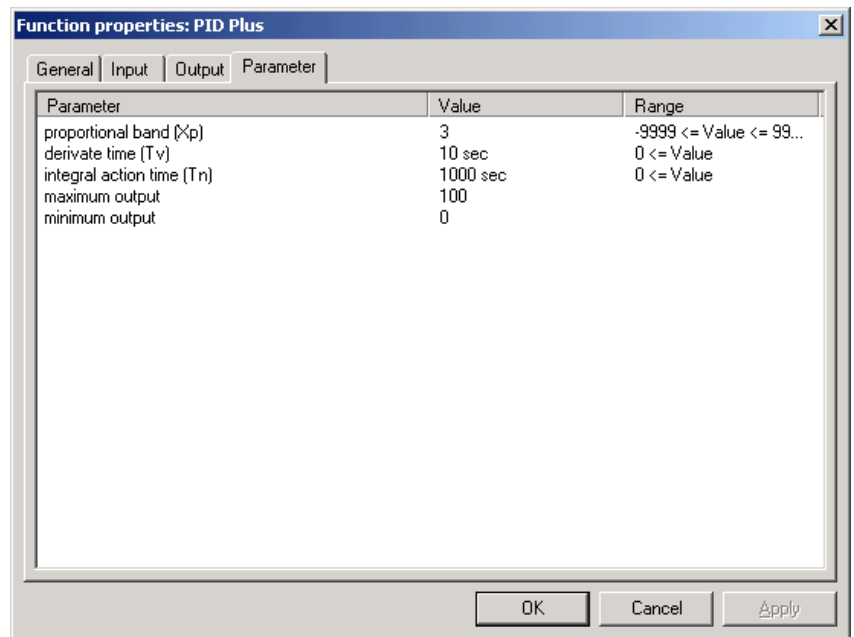 Function properties: PID Plus
General Input Output Parameter
Parameter Value Range
proportional band (Xp) 3 -9999 <= Value <= 99...
derivate time (Tv) 10 sec 0 <= Value
integral action time (Tn) 1000 sec 0 <= Value
maximum output 100
minimum output 0
OK Cancel Apply